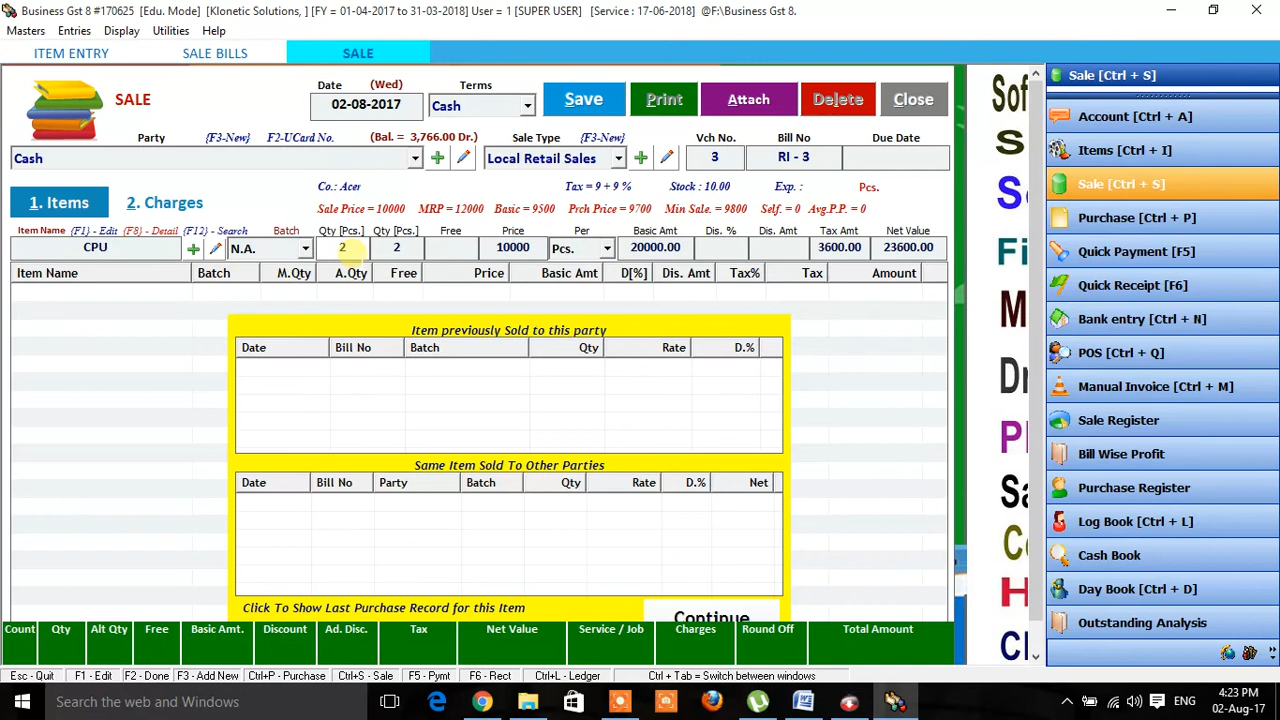 Business Gst 8 #170625 [Edu. Mode] [Klonetic Solutions, ] [FY = 01-04-2017 to 31-03-2018] User = 1 [SUPER USER] [Service : 17-06-2018] @F:\Business Gst 8.
Masters Entries Display Utilities Help
ITEM ENTRY SALE BILLS SALE
SALE
Date (Wed) Terms
02-08-2017 Cash
Save Print Attach Delete Close
Party {F3-New} F2-UCard No. (Bal. = 3,766.00 Dr.) Sale Type {F3-New} Vch No. Bill No Due Date
Cash Local Retail Sales 3 RI - 3
Co.: Acer Tax = 9 + 9 % Stock : 10.00 Exp. : Pcs.
1. Items 2. Charges
Sale Price = 10000 MRP = 12000 Basic = 9500 Prch Price = 9700 Min Sale. = 9800 Self. = 0 Avg.P.P. = 0
Item Name {F1} - Edit {F8} - Detail {F12} - Search Batch Qty [Pcs.] Qty [Pcs.] Free Price Per Basic Amt Dis. % Dis. Amt Tax Amt Net Value
CPU N.A. 2 2 10000 Pcs. 20000.00 3600.00 23600.00
Item Name Batch M.Qty A.Qty Free Price Basic Amt D[%] Dis. Amt Tax% Tax Amount
Item previously Sold to this party
Date Bill No Batch Qty Rate D.%
Same Item Sold To Other Parties
Date Bill No Party Batch Qty Rate D.% Net
Click To Show Last Purchase Record for this Item
Continue
Count Qty Alt Qty Free Basic Amt. Discount Ad. Disc. Tax Net Value Service / Job Charges Round Off Total Amount
Esc - Quit F1 - Edit F2 - Done F3 - Add New Ctrl+P - Purchase Ctrl+S - Sale F5 - Pymt F6 - Rect Ctrl+L - Ledger Ctrl + Tab = Switch between windows
Sale [Ctrl + S]
Account [Ctrl + A]
Items [Ctrl + I]
Sale [Ctrl + S]
Purchase [Ctrl + P]
Quick Payment [F5]
Quick Receipt [F6]
Bank entry [Ctrl + N]
POS [Ctrl + Q]
Manual Invoice [Ctrl + M]
Sale Register
Bill Wise Profit
Purchase Register
Log Book [Ctrl + L]
Cash Book
Day Book [Ctrl + D]
Outstanding Analysis
Search the web and Windows
ENG
4:23 PM
02-Aug-17